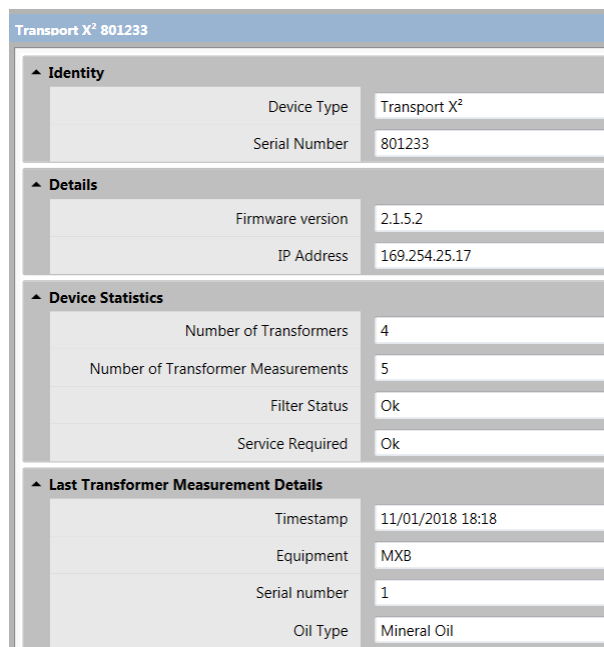 Transport X² 801233
Identity
Device Type Transport X²
Serial Number 801233
Details
Firmware version 2.1.5.2
IP Address 169.254.25.17
Device Statistics
Number of Transformers 4
Number of Transformer Measurements 5
Filter Status Ok
Service Required Ok
Last Transformer Measurement Details
Timestamp 11/01/2018 18:18
Equipment MXB
Serial number 1
Oil Type Mineral Oil